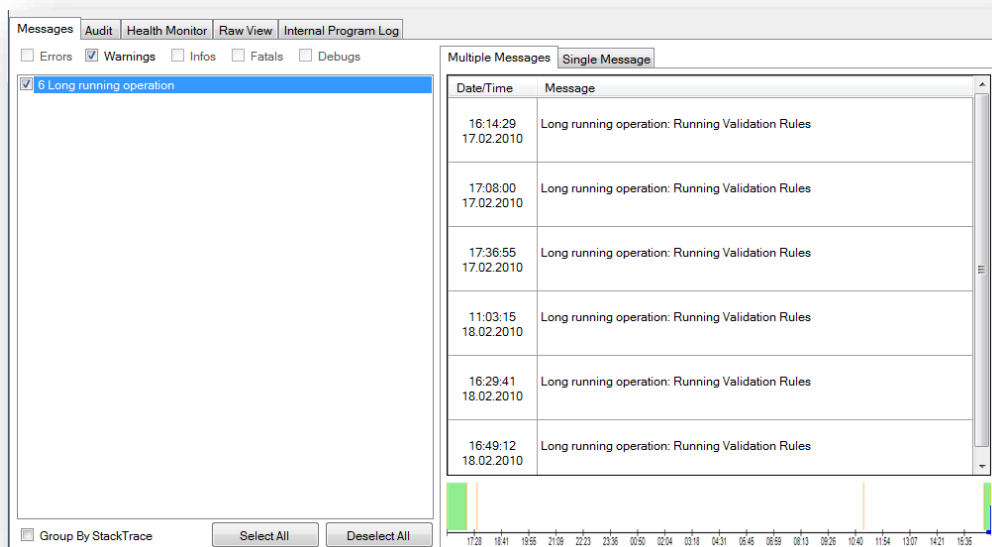 Messages Audit Health Monitor Raw View Internal Program Log
Errors Warnings Infos Fatals Debugs
6 Long running operation
Group By StackTrace Select All Deselect All
Multiple Messages Single Message
Date/Time Message
16:14:29
17.02.2010
Long running operation: Running Validation Rules
17:08:00
17.02.2010
Long running operation: Running Validation Rules
17:36:55
17.02.2010
Long running operation: Running Validation Rules
11:03:15
18.02.2010
Long running operation: Running Validation Rules
16:29:41
18.02.2010
Long running operation: Running Validation Rules
16:49:12
18.02.2010
Long running operation: Running Validation Rules
17:28 18:41 19:55 21:09 22:23 23:36 00:50 02:04 03:18 04:31 05:45 06:59 08:13 09:26 10:40 11:54 13:07 14:21 15:35